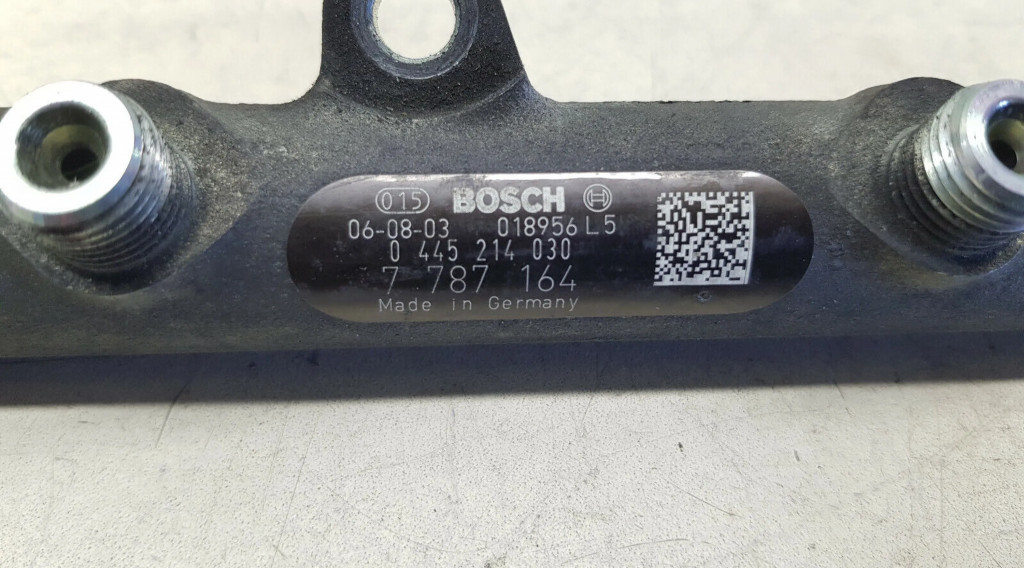 015 BOSCH
06-08-03 018956 L5
0 445 214 030
7 787 164
Made in Germany